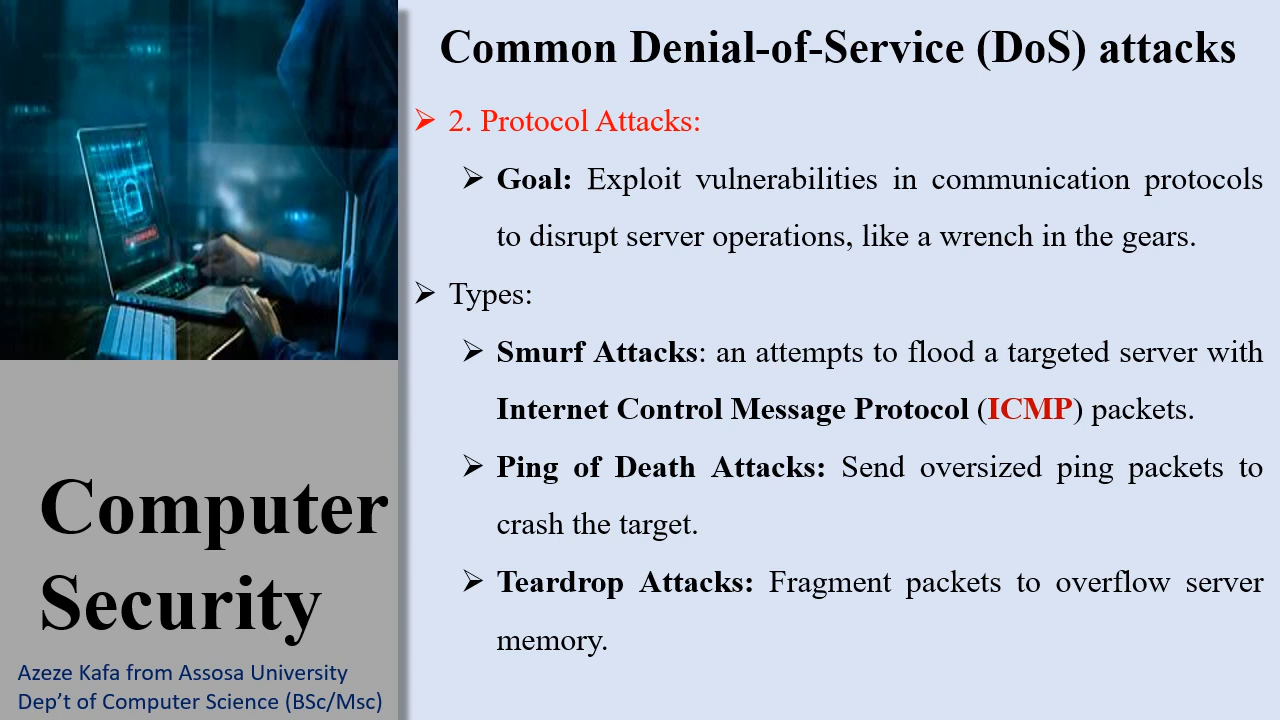 Common Denial-of-Service (DoS) attacks
➢ 2. Protocol Attacks:
➢ Goal: Exploit vulnerabilities in communication protocols
to disrupt server operations, like a wrench in the gears.
➢ Types:
➢ Smurf Attacks: an attempts to flood a targeted server with
Internet Control Message Protocol (ICMP) packets.
➢ Ping of Death Attacks: Send oversized ping packets to
crash the target.
➢ Teardrop Attacks: Fragment packets to overflow server
memory.
Computer
Security
Azeze Kafa from Assosa University
Dep’t of Computer Science (BSc/Msc)